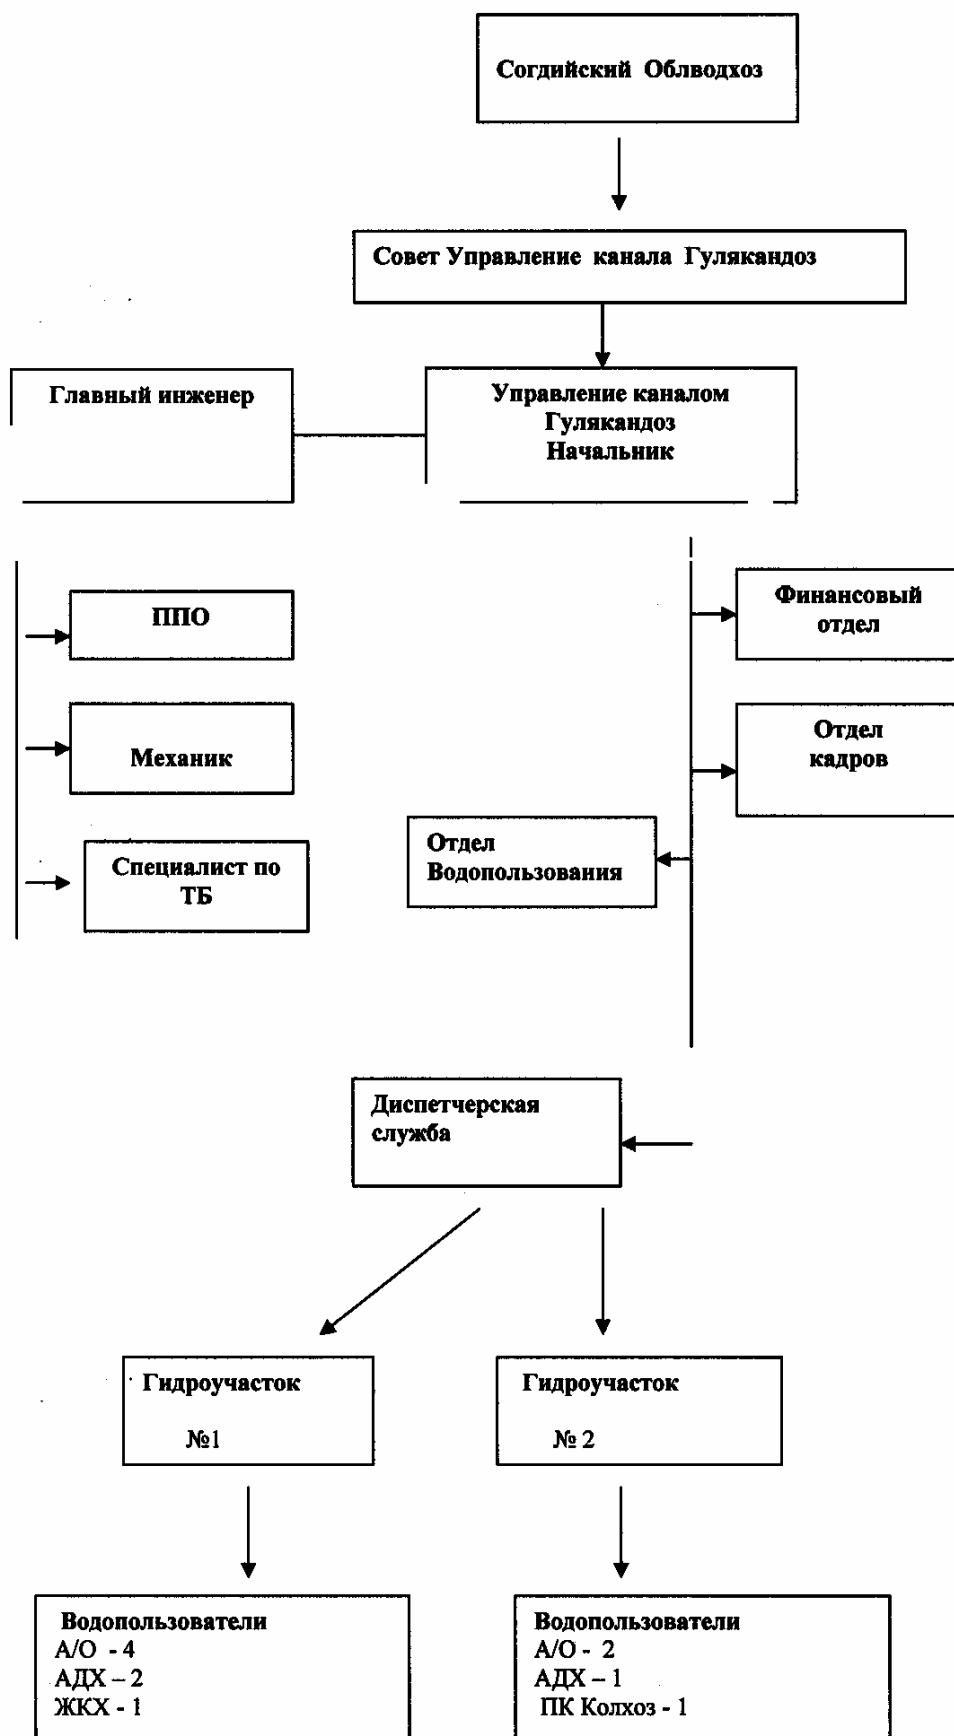 Согдийский Облводхоз
Совет Управление канала Гулякандоз
Главный инженер
Управление каналом
Гулякандоз
Начальник
ППО
Механик
Специалист по
ТБ
Финансовый
отдел
Отдел
кадров
Отдел
Водопользования
Диспетчерская
служба
Гидроучасток
№1
Гидроучасток
№ 2
Водопользователи
А/О - 4
АДХ – 2
ЖКХ - 1
Водопользователи
А/О - 2
АДХ – 1
ПК Колхоз - 1